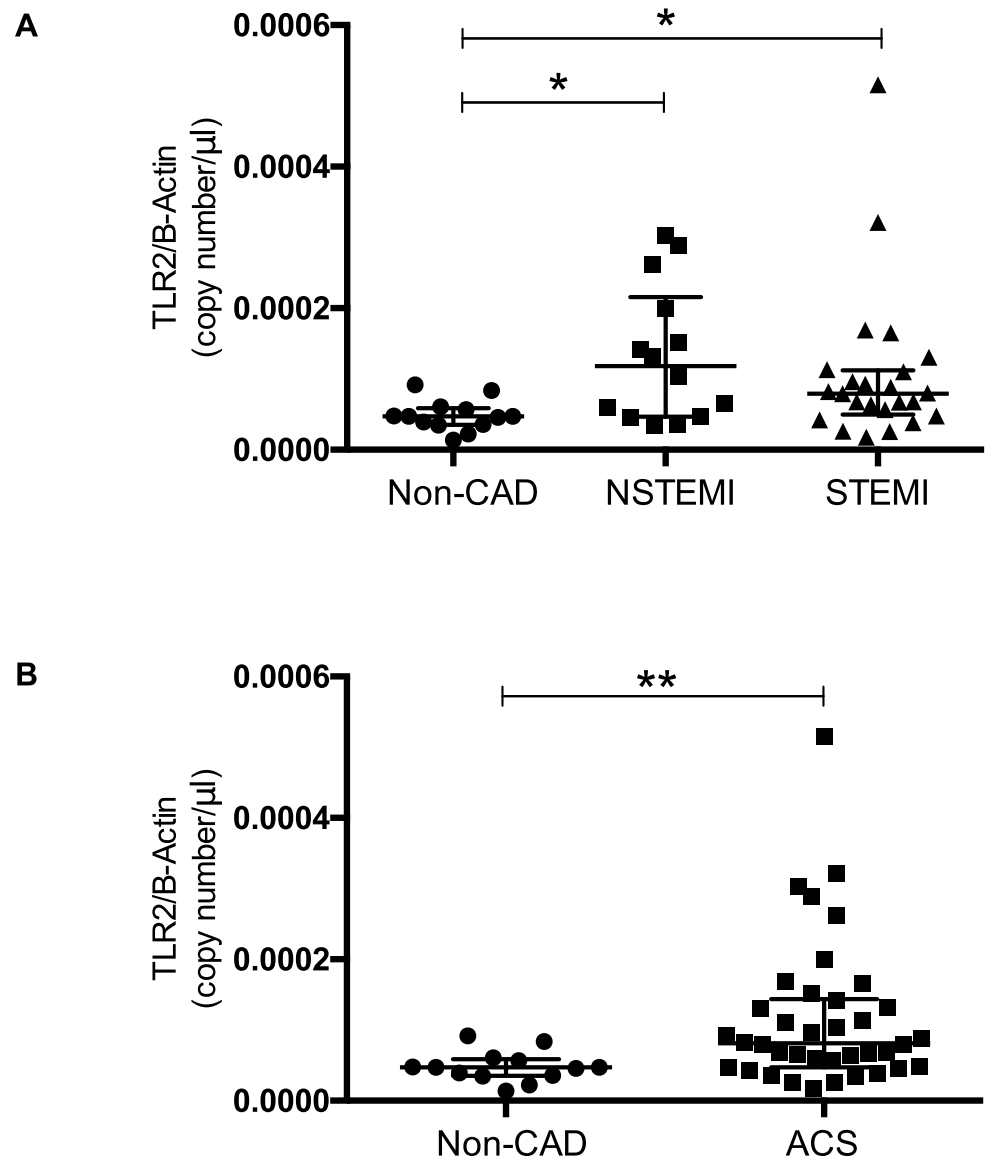 A
0.0006
*
*
TLR2/B-Actin
(copy number/µl)
0.0004
0.0002
0.0000
Non-CAD NSTEMI STEMI
B
0.0006
**
TLR2/B-Actin
(copy number/µl)
0.0004
0.0002
0.0000
Non-CAD ACS